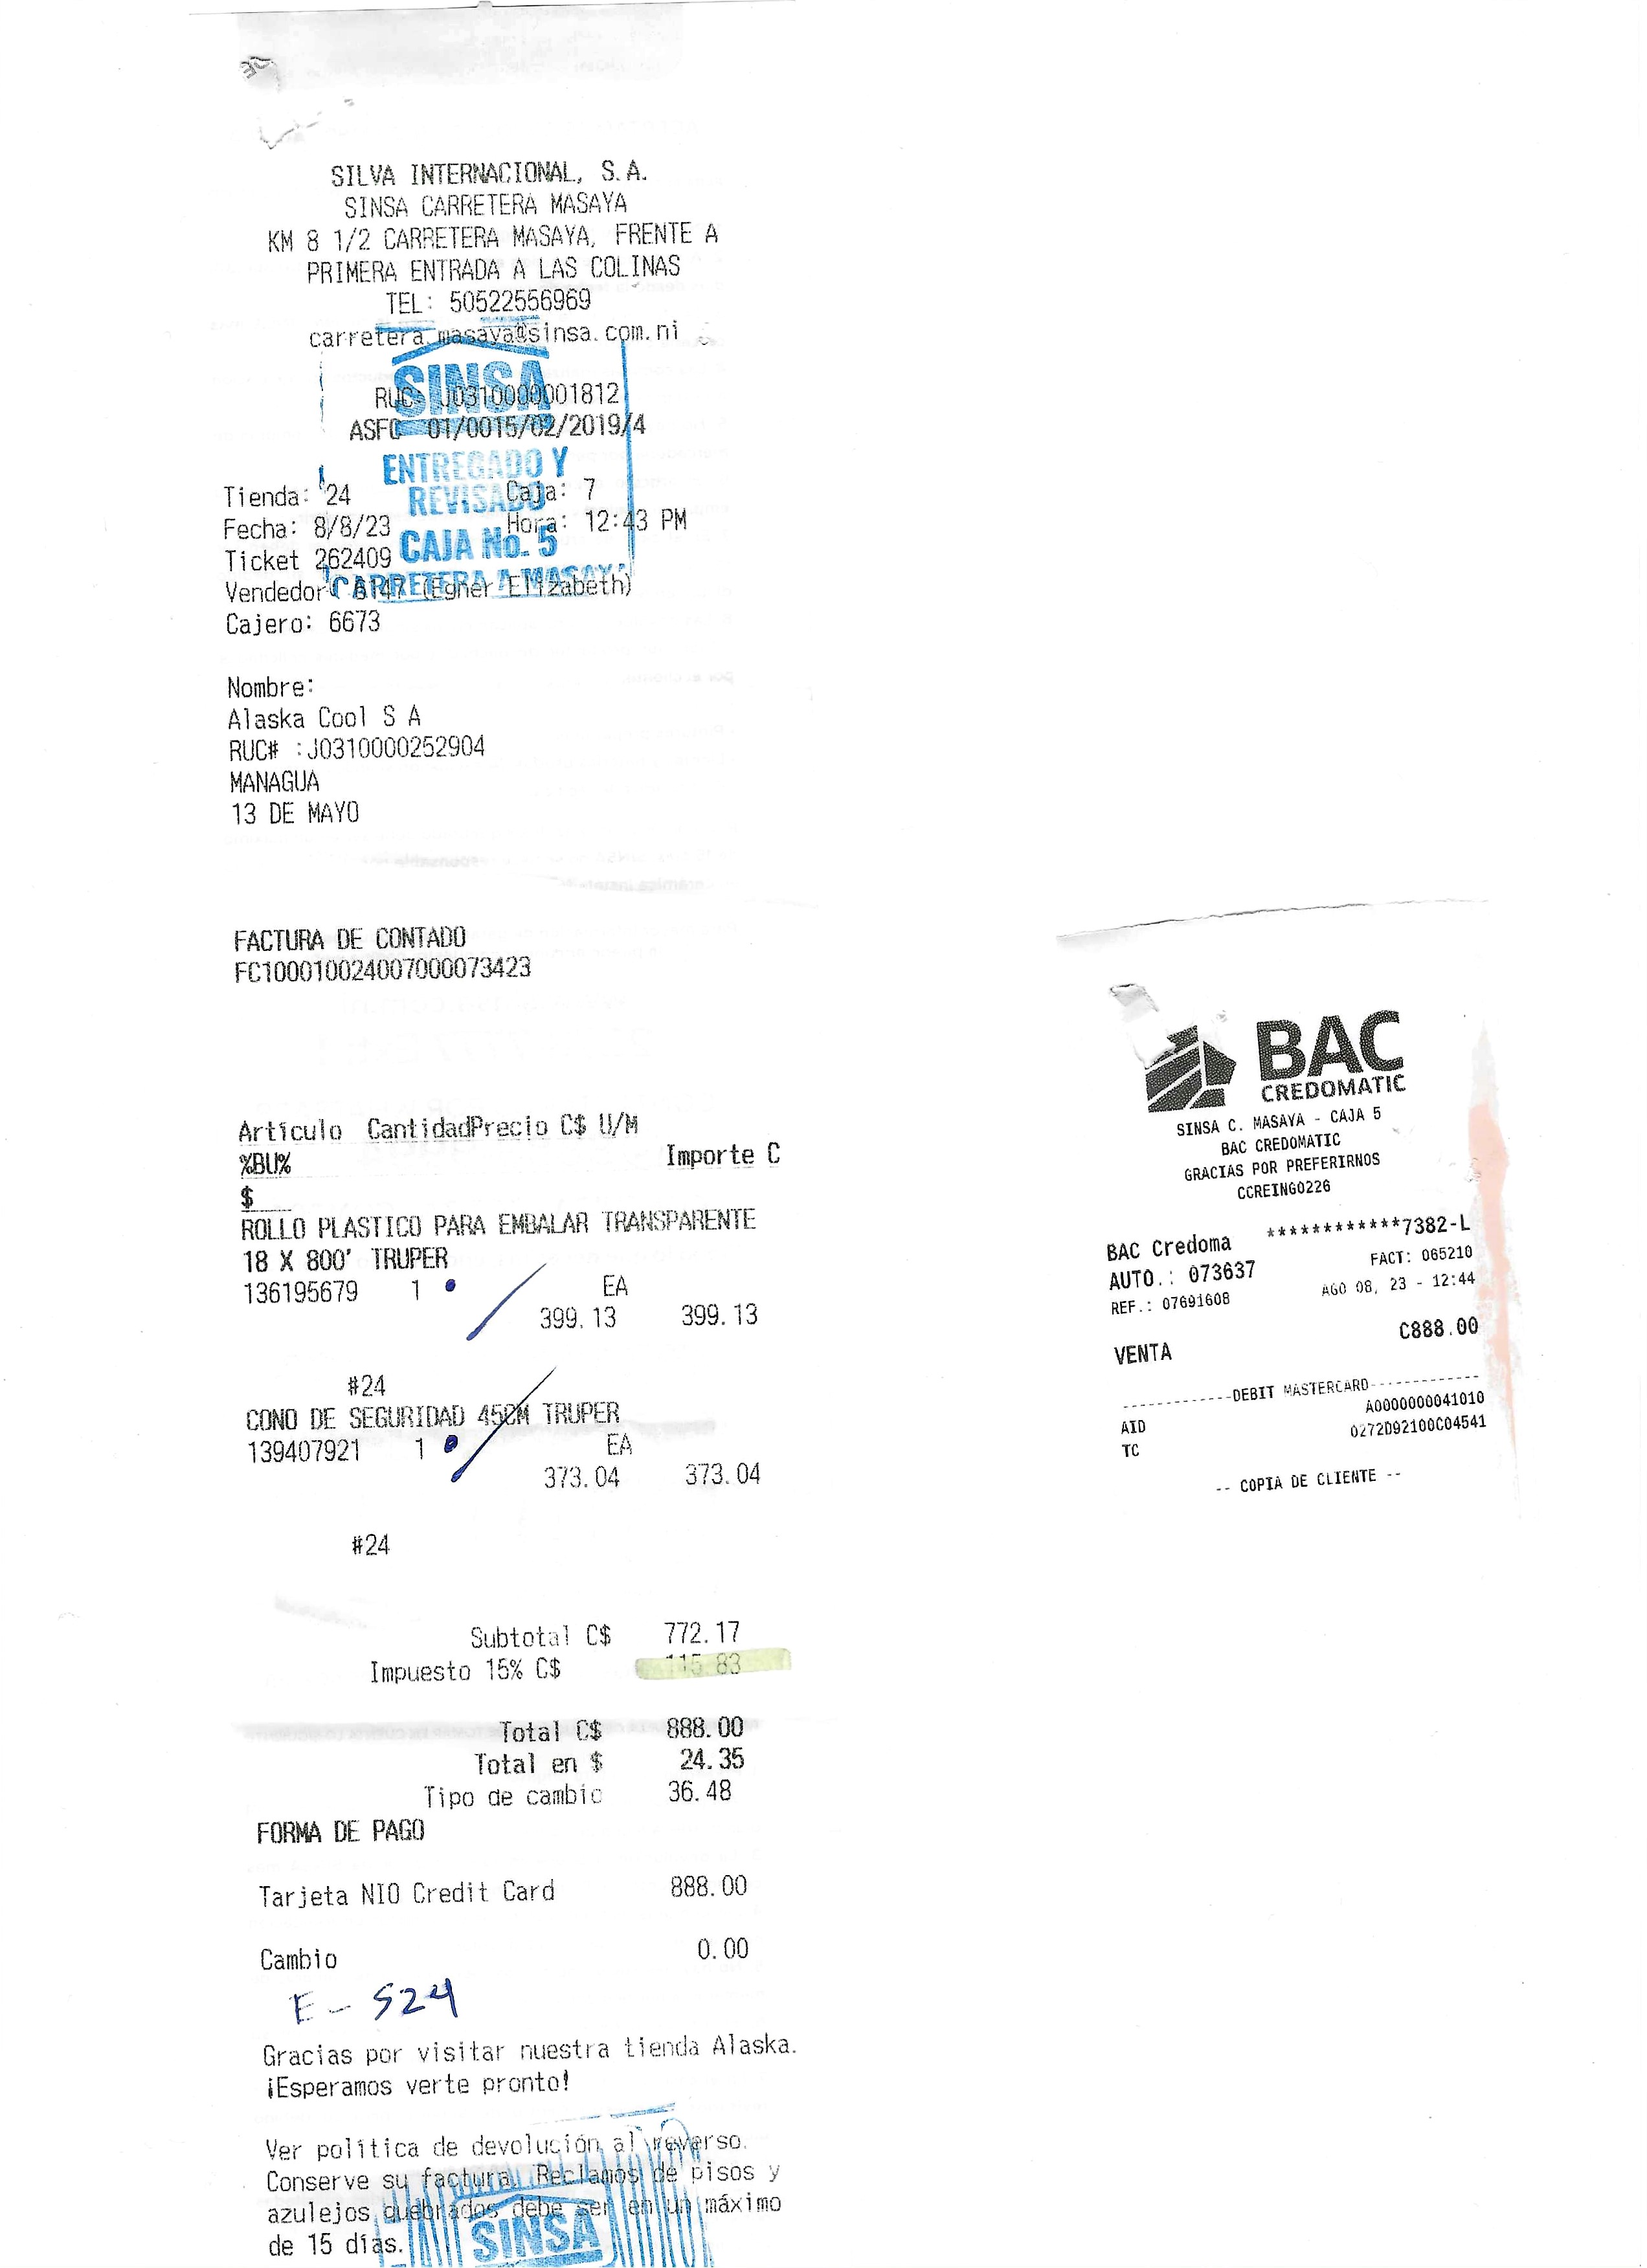 SILVA INTERNACIONAL, S.A.
SINSA CARRETERA MASAYA
KM 8 1/2 CARRETERA MASAYA, FRENTE A
PRIMERA ENTRADA A LAS COLINAS
TEL: 50522556969
carretera.masaya@sinsa.com.ni
SINSA
RUC: J0310000001812
ASFC 01/0015/02/2019/4
ENTREGADO Y
REVISADO
Tienda: 24 Caja: 7
Fecha: 8/8/23 Hora: 12:43 PM
CAJA No. 5
Ticket 262409
CARRETERA A MASAYA
Vendedor: 8147 (Egner Elizabeth)
Cajero: 6673
Nombre:
Alaska Cool S A
RUC# :J0310000252904
MANAGUA
13 DE MAYO
FACTURA DE CONTADO
FC100010024007000073423
Artículo CantidadPrecio C$ U/M
%BU% Importe C
$
ROLLO PLASTICO PARA EMBALAR TRANSPARENTE
18 X 800' TRUPER
136195679 1 EA
399.13 399.13
#24
CONO DE SEGURIDAD 45CM TRUPER
139407921 1 EA
373.04 373.04
#24
Subtotal C$ 772.17
Impuesto 15% C$ 115.83
Total C$ 888.00
Total en $ 24.35
Tipo de cambio 36.48
FORMA DE PAGO
Tarjeta NIO Credit Card 888.00
Cambio 0.00
E - 524
Gracias por visitar nuestra tienda Alaska.
¡Esperamos verte pronto!
Ver política de devolución al reverso.
Conserve su factura. Reclamos de pisos y
azulejos quebrados debe ser en un máximo
de 15 días.
SINSA
BAC
CREDOMATIC
SINSA C. MASAYA - CAJA 5
BAC CREDOMATIC
GRACIAS POR PREFERIRNOS
CCREING0226
BAC Credoma ************7382-L
AUTO.: 073637 FACT: 065210
REF.: 07691608 AGO 08, 23 - 12:44
VENTA C888.00
------------DEBIT MASTERCARD-------------
AID A0000000041010
TC 0272D92100C04541
-- COPIA DE CLIENTE --